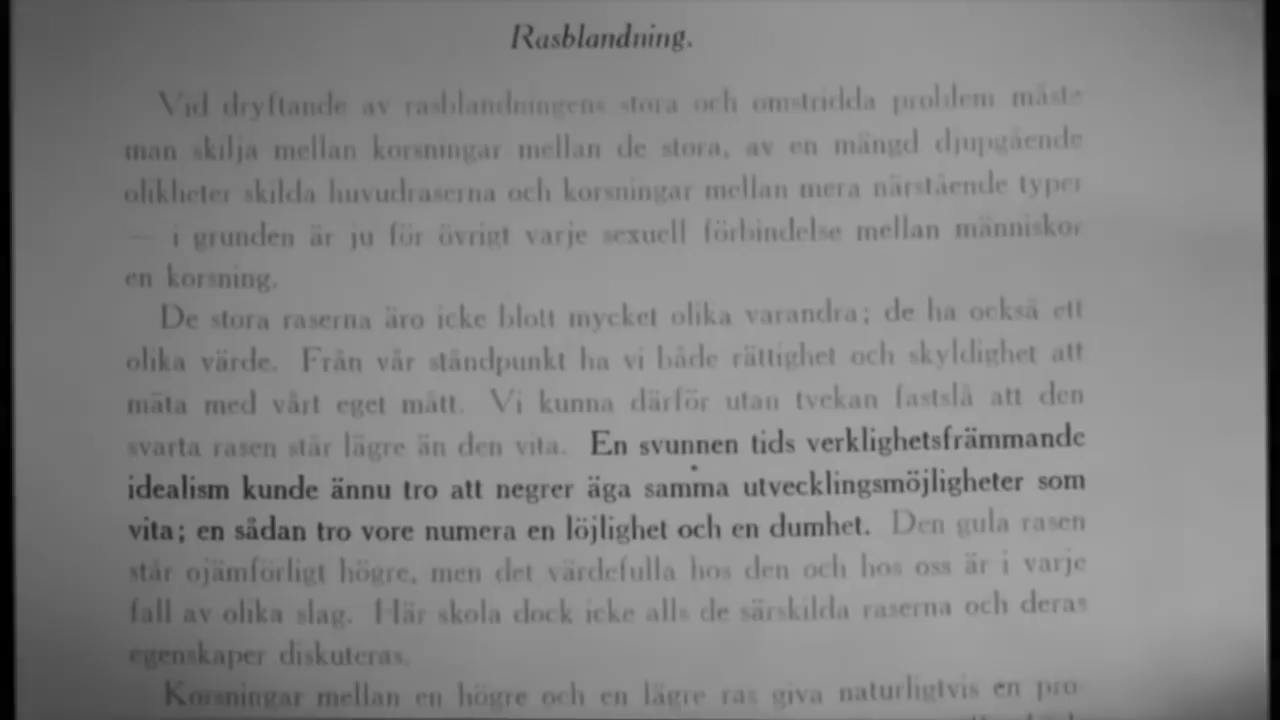 Rasblandning.
Vid dryftande av rasblandningens stora och omstridda problem måste
man skilja mellan korsningar mellan de stora, av en mängd djupgående
olikheter skilda huvudraserna och korsningar mellan mera närstående typer
— i grunden är ju för övrigt varje sexuell förbindelse mellan människor
en korsning.
De stora raserna äro icke blott mycket olika varandra; de ha också ett
olika värde. Från vår ståndpunkt ha vi både rättighet och skyldighet att
mäta med vårt eget mått. Vi kunna därför utan tvekan fastslå att den
svarta rasen står lägre än den vita. En svunnen tids verklighetsfrämmande
idealism kunde ännu tro att negrer äga samma utvecklingsmöjligheter som
vita; en sådan tro vore numera en löjlighet och en dumhet. Den gula rasen
står ojämförligt högre, men det värdefulla hos den och hos oss är i varje
fall av olika slag. Här skola dock icke alls de särskilda raserna och deras
egenskaper diskuteras.
Korsningar mellan en högre och en lägre ras giva naturligtvis en pro-